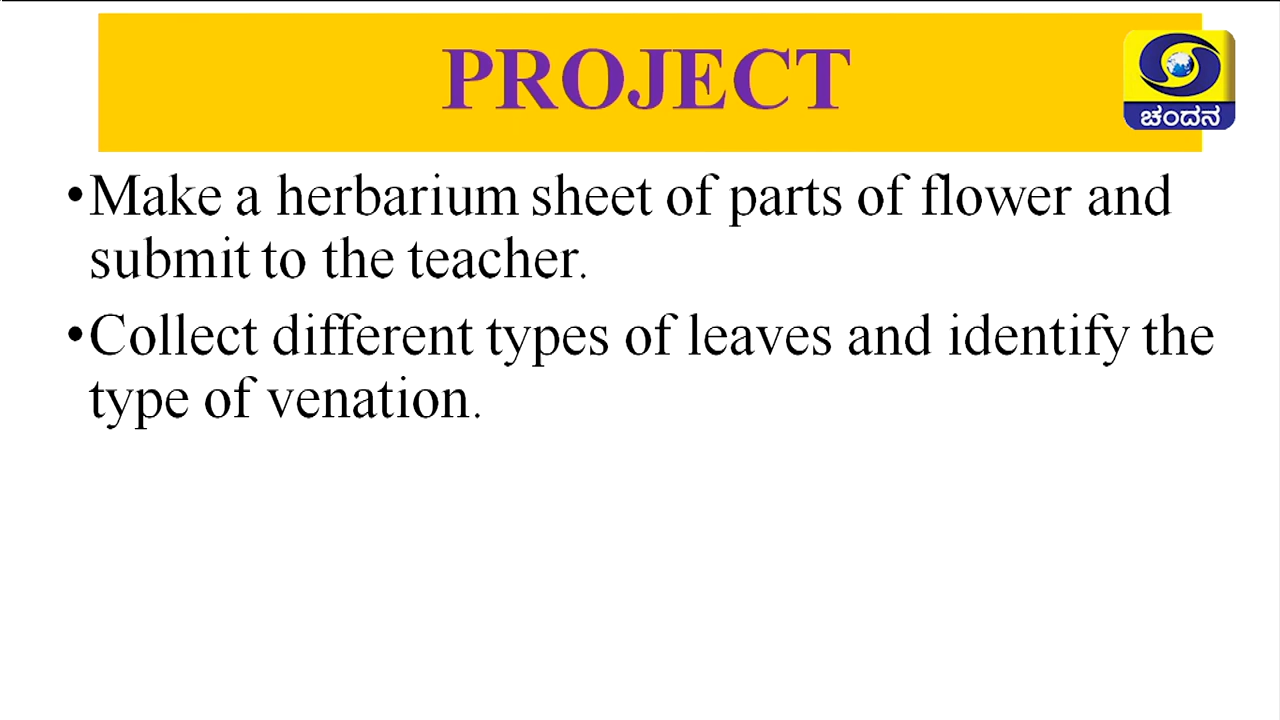 PROJECT
ಚಂದನ
•Make a herbarium sheet of parts of flower and
submit to the teacher.
•Collect different types of leaves and identify the
type of venation.